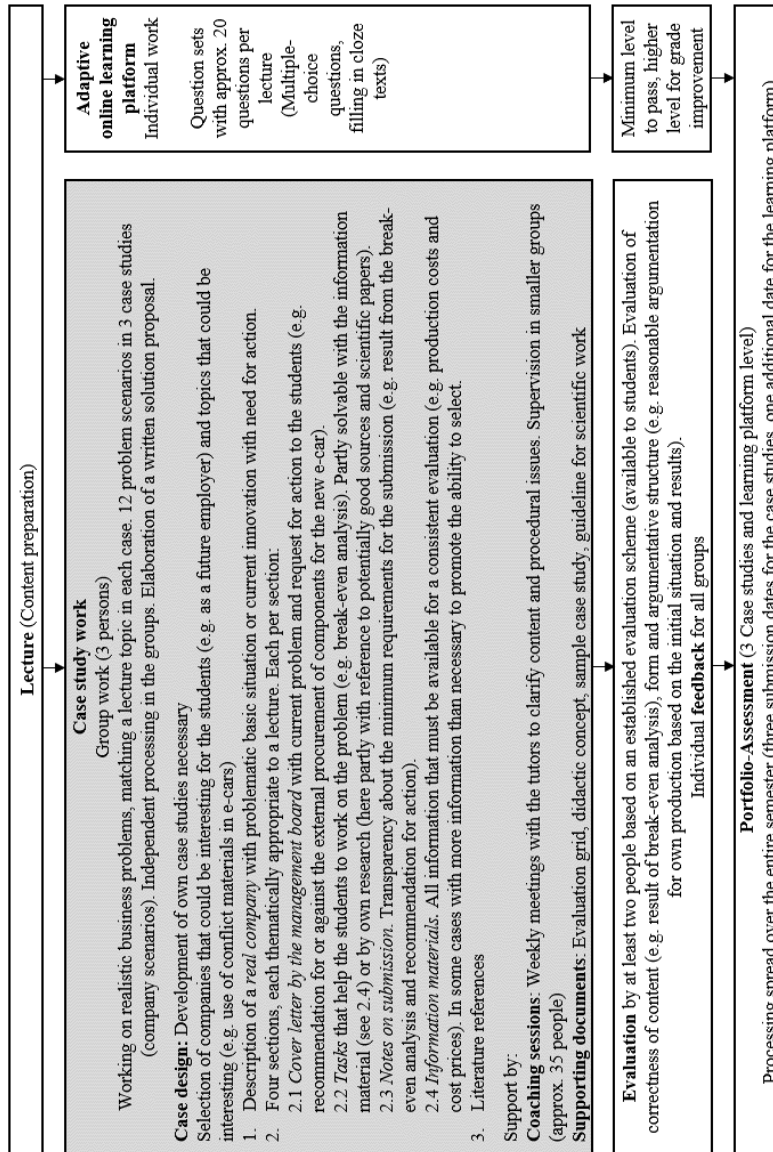 Lecture (Content preparation)
Case study work
Group work (3 persons)
Working on realistic business problems, matching a lecture topic in each case. 12 problem scenarios in 3 case studies
(company scenarios). Independent processing in the groups. Elaboration of a written solution proposal.
Case design: Development of own case studies necessary
Selection of companies that could be interesting for the students (e.g. as a future employer) and topics that could be
interesting (e.g. use of conflict materials in e-cars)
1. Description of a real company with problematic basic situation or current innovation with need for action.
2. Four sections, each thematically appropriate to a lecture. Each per section:
2.1 Cover letter by the management board with current problem and request for action to the students (e.g.
recommendation for or against the external procurement of components for the new e-car).
2.2 Tasks that help the students to work on the problem (e.g. break-even analysis). Partly solvable with the information
material (see 2.4) or by own research (here partly with reference to potentially good sources and scientific papers).
2.3 Notes on submission. Transparency about the minimum requirements for the submission (e.g. result from the break-
even analysis and recommendation for action).
2.4 Information materials. All information that must be available for a consistent evaluation (e.g. production costs and
cost prices). In some cases with more information than necessary to promote the ability to select.
3. Literature references
Support by:
Coaching sessions: Weekly meetings with the tutors to clarify content and procedural issues. Supervision in smaller groups
(approx. 35 people)
Supporting documents: Evaluation grid, didactic concept, sample case study, guideline for scientific work
Adaptive
online learning
platform
Individual work
Question sets
with approx. 20
questions per
lecture
(Multiple-
choice
questions,
filling in cloze
texts)
Evaluation by at least two people based on an established evaluation scheme (available to students). Evaluation of
correctness of content (e.g. result of break-even analysis), form and argumentative structure (e.g. reasonable argumentation
for own production based on the initial situation and results).
Individual feedback for all groups
Minimum level
to pass, higher
level for grade
improvement
Portfolio-Assessment (3 Case studies and learning platform level)
Processing spread over the entire semester (three submission dates for the case studies, one additional date for the learning platform)